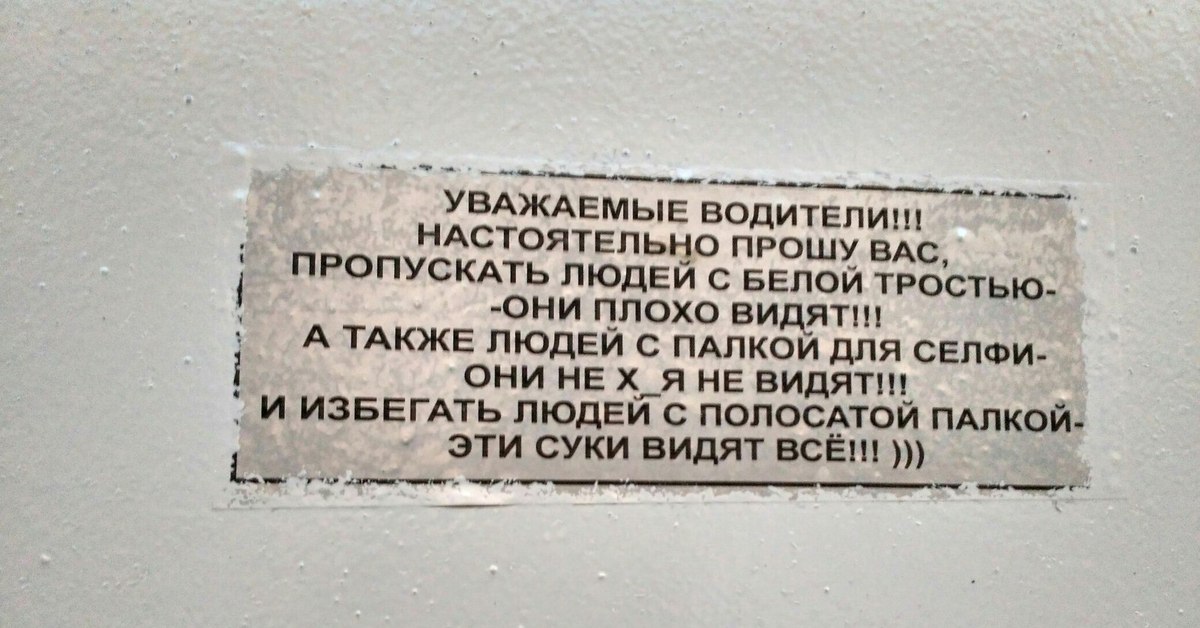 УВАЖАЕМЫЕ ВОДИТЕЛИ!!!
НАСТОЯТЕЛЬНО ПРОШУ ВАС,
ПРОПУСКАТЬ ЛЮДЕЙ С БЕЛОЙ ТРОСТЬЮ-
-ОНИ ПЛОХО ВИДЯТ!!!
А ТАКЖЕ ЛЮДЕЙ С ПАЛКОЙ ДЛЯ СЕЛФИ-
ОНИ НЕ Х_Я НЕ ВИДЯТ!!!
И ИЗБЕГАТЬ ЛЮДЕЙ С ПОЛОСАТОЙ ПАЛКОЙ-
ЭТИ СУКИ ВИДЯТ ВСЁ!!! )))